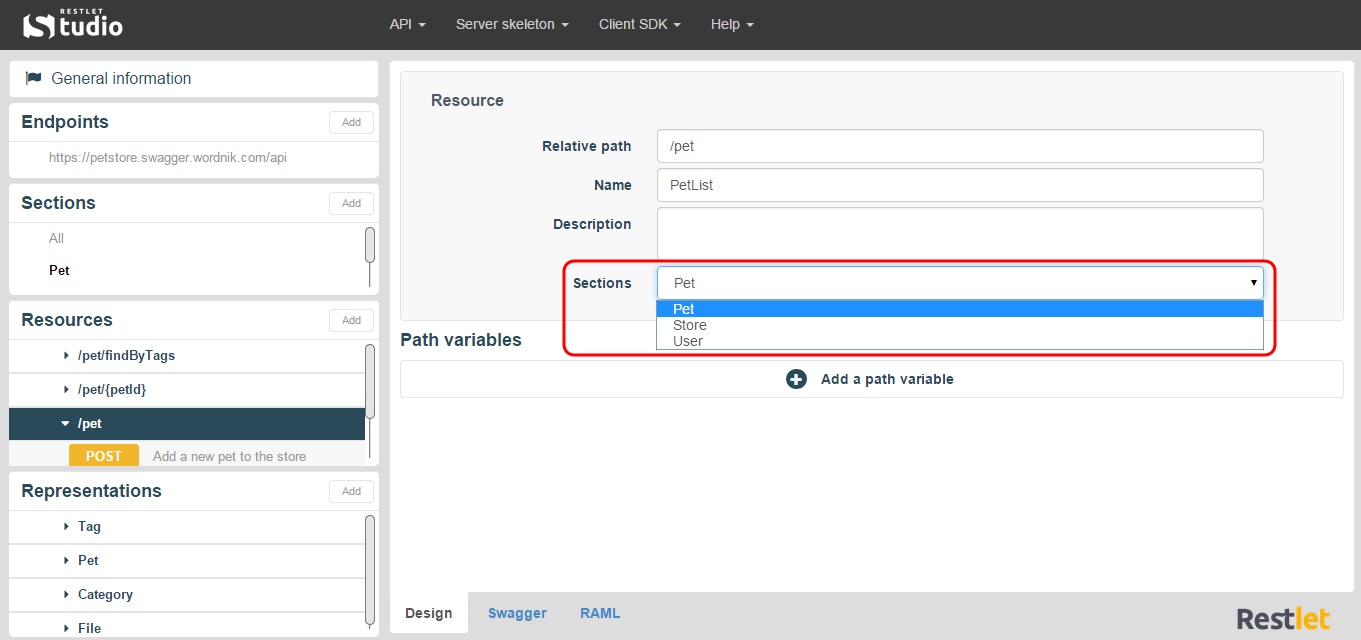 RESTLET
Studio
API
Server skeleton
Client SDK
Help
General information
Endpoints
Add
https://petstore.swagger.wordnik.com/api
Sections
Add
All
Pet
Resources
Add
/pet/findByTags
/pet/{petId}
/pet
POST
Add a new pet to the store
Representations
Add
Tag
Pet
Category
File
Resource
Relative path
/pet
Name
PetList
Description
Sections
Pet
Pet
Store
User
Path variables
Add a path variable
Design
Swagger
RAML
Restlet